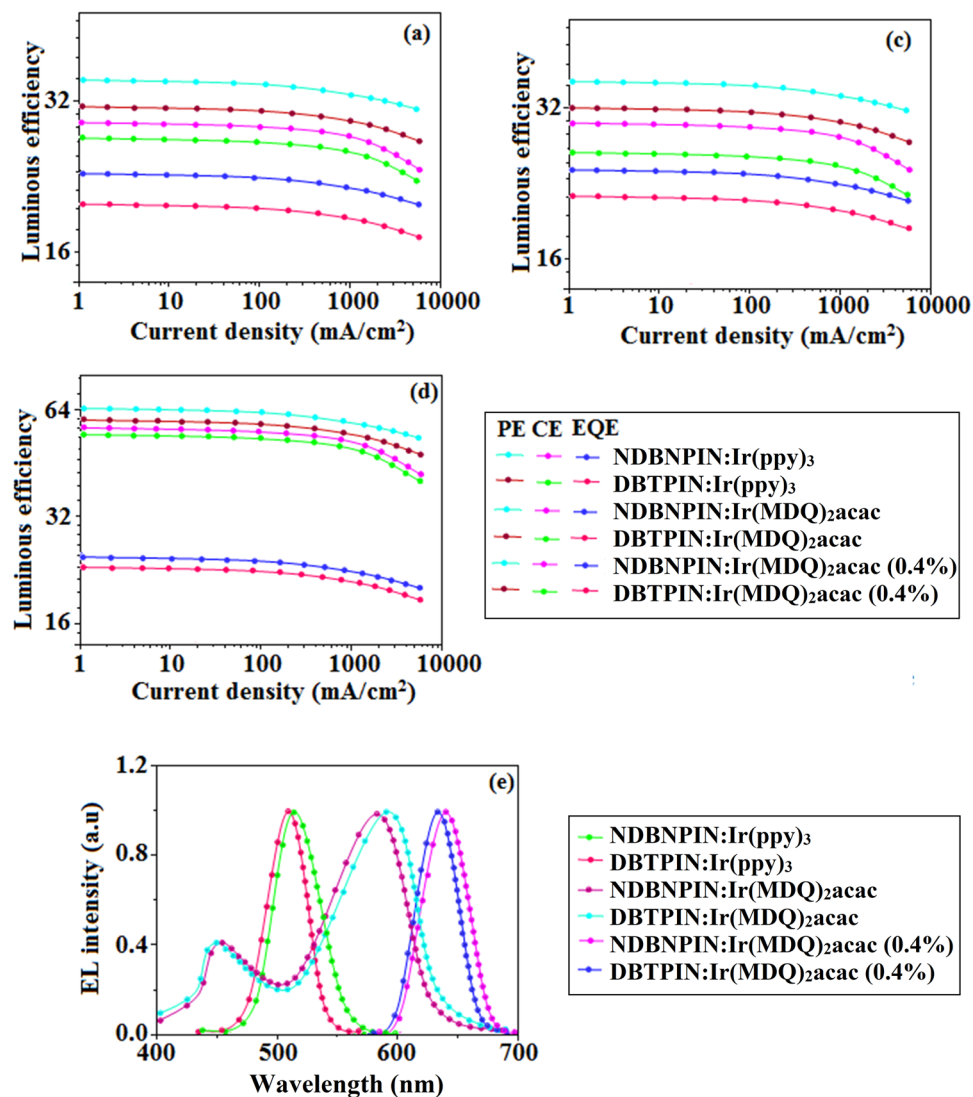 (a)
Luminous efficiency
32
16
1 10 100 1000 10000
Current density (mA/cm²)
(c)
Luminous efficiency
32
16
1 10 100 1000 10000
Current density (mA/cm²)
(d)
Luminous efficiency
64
32
16
1 10 100 1000 10000
Current density (mA/cm²)
PE CE EQE
NDBNPIN:Ir(ppy)₃
DBTPIN:Ir(ppy)₃
NDBNPIN:Ir(MDQ)₂acac
DBTPIN:Ir(MDQ)₂acac
NDBNPIN:Ir(MDQ)₂acac (0.4%)
DBTPIN:Ir(MDQ)₂acac (0.4%)
(e)
EL intensity (a.u)
1.2
0.8
0.4
0.0
400 500 600 700
Wavelength (nm)
NDBNPIN:Ir(ppy)₃
DBTPIN:Ir(ppy)₃
NDBNPIN:Ir(MDQ)₂acac
DBTPIN:Ir(MDQ)₂acac
NDBNPIN:Ir(MDQ)₂acac (0.4%)
DBTPIN:Ir(MDQ)₂acac (0.4%)